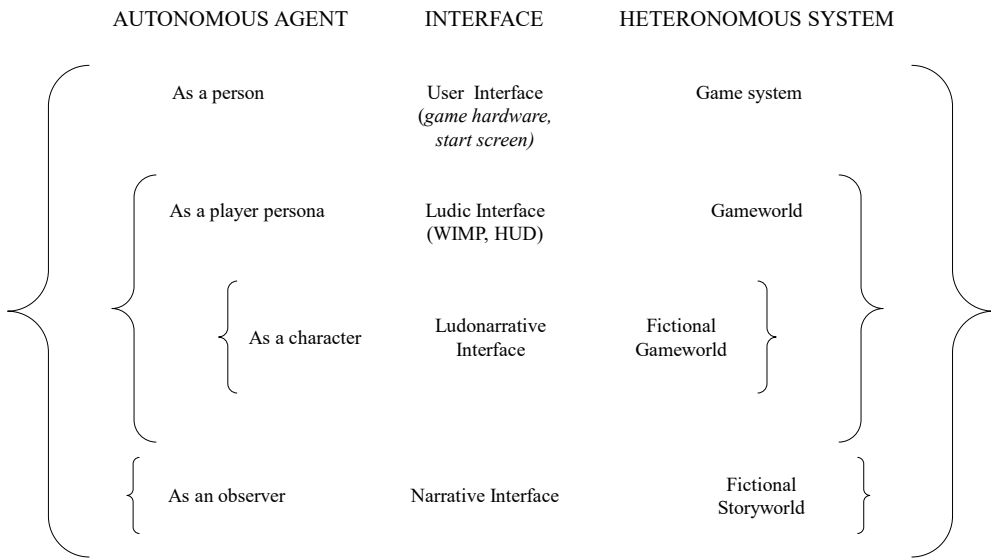 AUTONOMOUS AGENT INTERFACE HETERONOMOUS SYSTEM
As a person User Interface Game system
(game hardware,
start screen)
As a player persona Ludic Interface Gameworld
(WIMP, HUD)
As a character Ludonarrative Fictional
Interface Gameworld
As an observer Narrative Interface Fictional
Storyworld